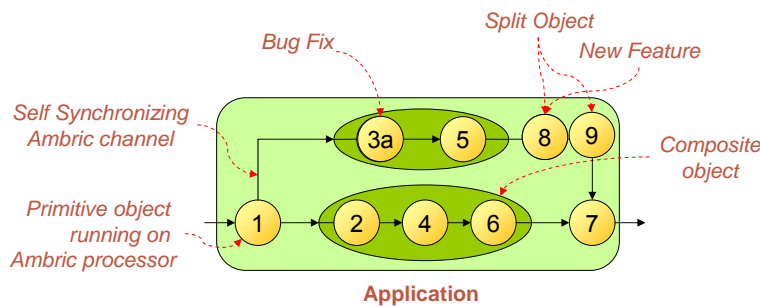 Split Object
Bug Fix
New Feature
Self Synchronizing
Ambric channel
3a
5
8
9
Composite
object
Primitive object
running on
Ambric processor
1
2
4
6
7
Application